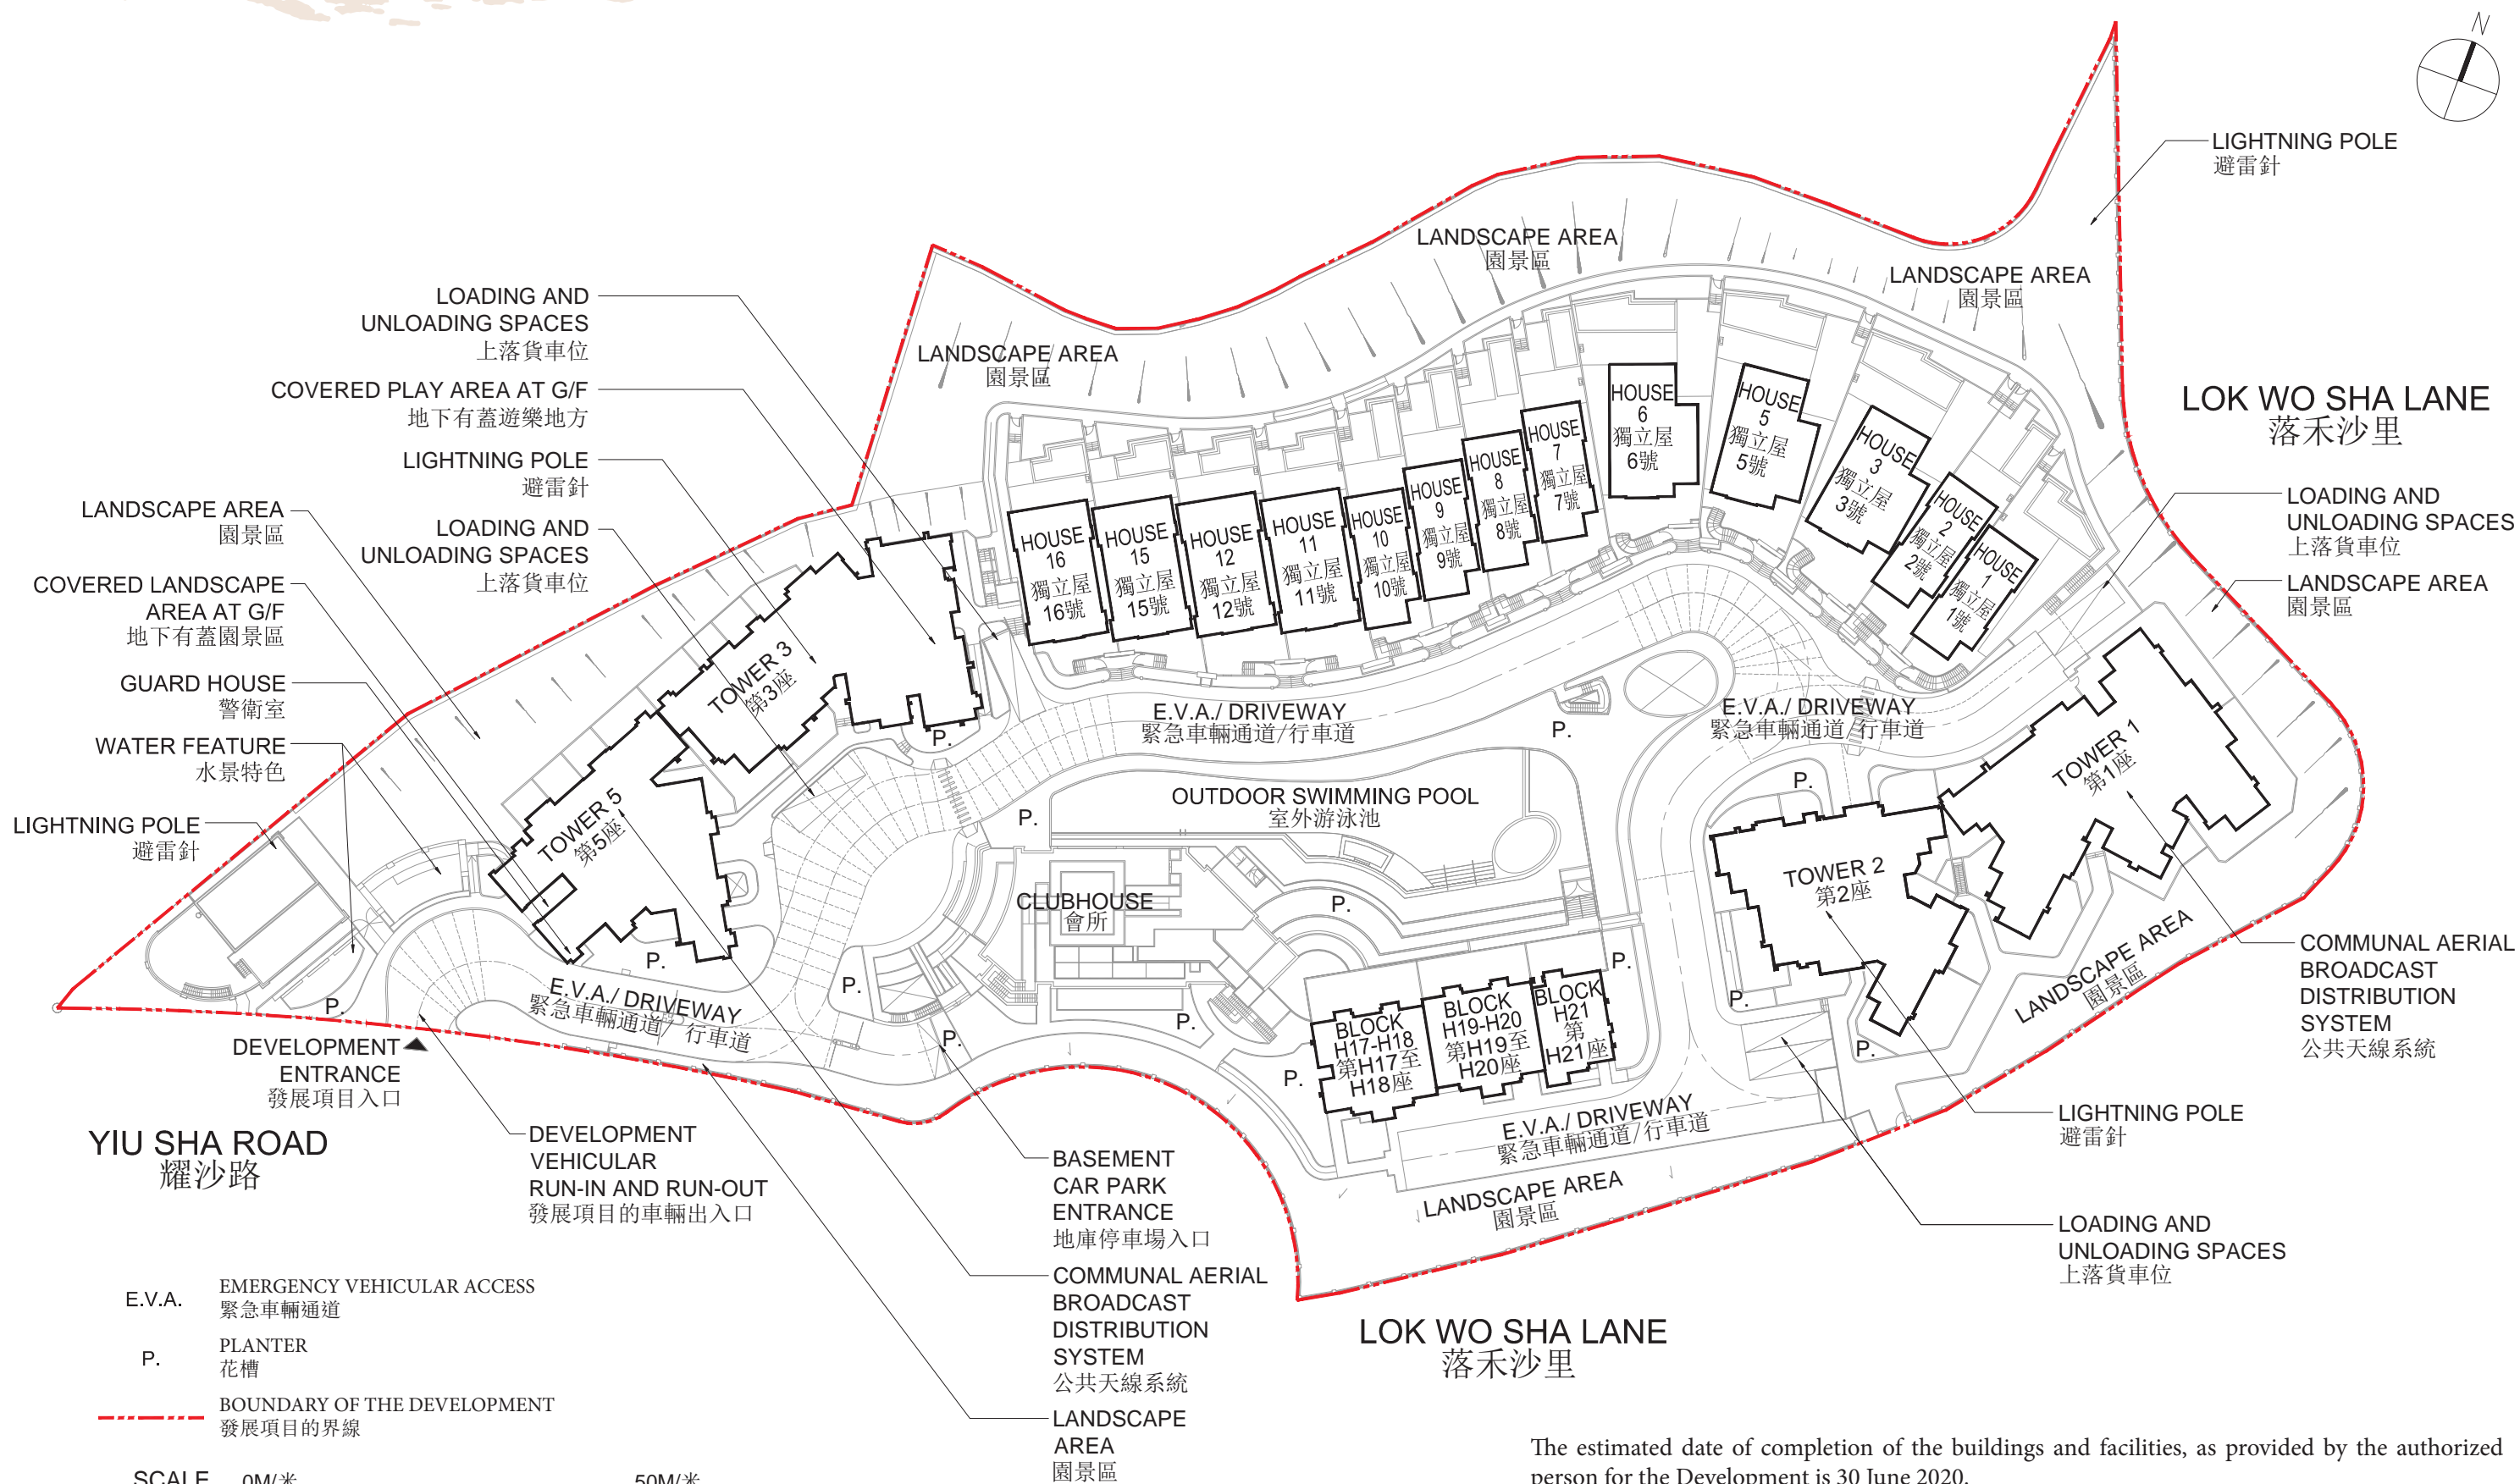 N
LIGHTNING POLE
避雷針
LANDSCAPE AREA
園景區
LANDSCAPE AREA
園景區
LANDSCAPE AREA
園景區
LOADING AND
UNLOADING SPACES
上落貨車位
COVERED PLAY AREA AT G/F
地下有蓋遊樂地方
LIGHTNING POLE
避雷針
LOADING AND
UNLOADING SPACES
上落貨車位
LANDSCAPE AREA
園景區
COVERED LANDSCAPE
AREA AT G/F
地下有蓋園景區
GUARD HOUSE
警衛室
WATER FEATURE
水景特色
LIGHTNING POLE
避雷針
LOK WO SHA LANE
落禾沙里
LOADING AND
UNLOADING SPACES
上落貨車位
LANDSCAPE AREA
園景區
HOUSE
16
獨立屋
16號
HOUSE
15
獨立屋
15號
HOUSE
12
獨立屋
12號
HOUSE
11
獨立屋
11號
HOUSE
10
獨立屋
10號
HOUSE
9
獨立屋
9號
HOUSE
8
獨立屋
8號
HOUSE
7
獨立屋
7號
HOUSE
6
獨立屋
6號
HOUSE
5
獨立屋
5號
HOUSE
3
獨立屋
3號
HOUSE
2
獨立屋
2號
HOUSE
1
獨立屋
1號
TOWER 3
第3座
TOWER 5
第5座
P.
E.V.A./ DRIVEWAY
緊急車輛通道/行車道
P.
E.V.A./ DRIVEWAY
緊急車輛通道/行車道
TOWER 1
第1座
P.
OUTDOOR SWIMMING POOL
室外游泳池
P.
TOWER 2
第2座
CLUBHOUSE
會所
P.
P.
P.
P.
P.
P.
P.
P.
P.
P.
P.
E.V.A./ DRIVEWAY
緊急車輛通道/ 行車道
BLOCK
H17-H18
第H17至
H18座
BLOCK
H19-H20
第H19至
H20座
BLOCK
H21
第
H21座
LANDSCAPE AREA
園景區
COMMUNAL AERIAL
BROADCAST
DISTRIBUTION
SYSTEM
公共天線系統
E.V.A./ DRIVEWAY
緊急車輛通道/行車道
LANDSCAPE AREA
園景區
LIGHTNING POLE
避雷針
LOADING AND
UNLOADING SPACES
上落貨車位
DEVELOPMENT
ENTRANCE
發展項目入口
YIU SHA ROAD
耀沙路
DEVELOPMENT
VEHICULAR
RUN-IN AND RUN-OUT
發展項目的車輛出入口
BASEMENT
CAR PARK
ENTRANCE
地庫停車場入口
COMMUNAL AERIAL
BROADCAST
DISTRIBUTION
SYSTEM
公共天線系統
LANDSCAPE
AREA
園景區
LOK WO SHA LANE
落禾沙里
E.V.A. EMERGENCY VEHICULAR ACCESS
緊急車輛通道
P. PLANTER
花槽
BOUNDARY OF THE DEVELOPMENT
發展項目的界線
SCALE 0M/米 50M/米
The estimated date of completion of the buildings and facilities, as provided by the authorized
person for the Development is 30 June 2020.